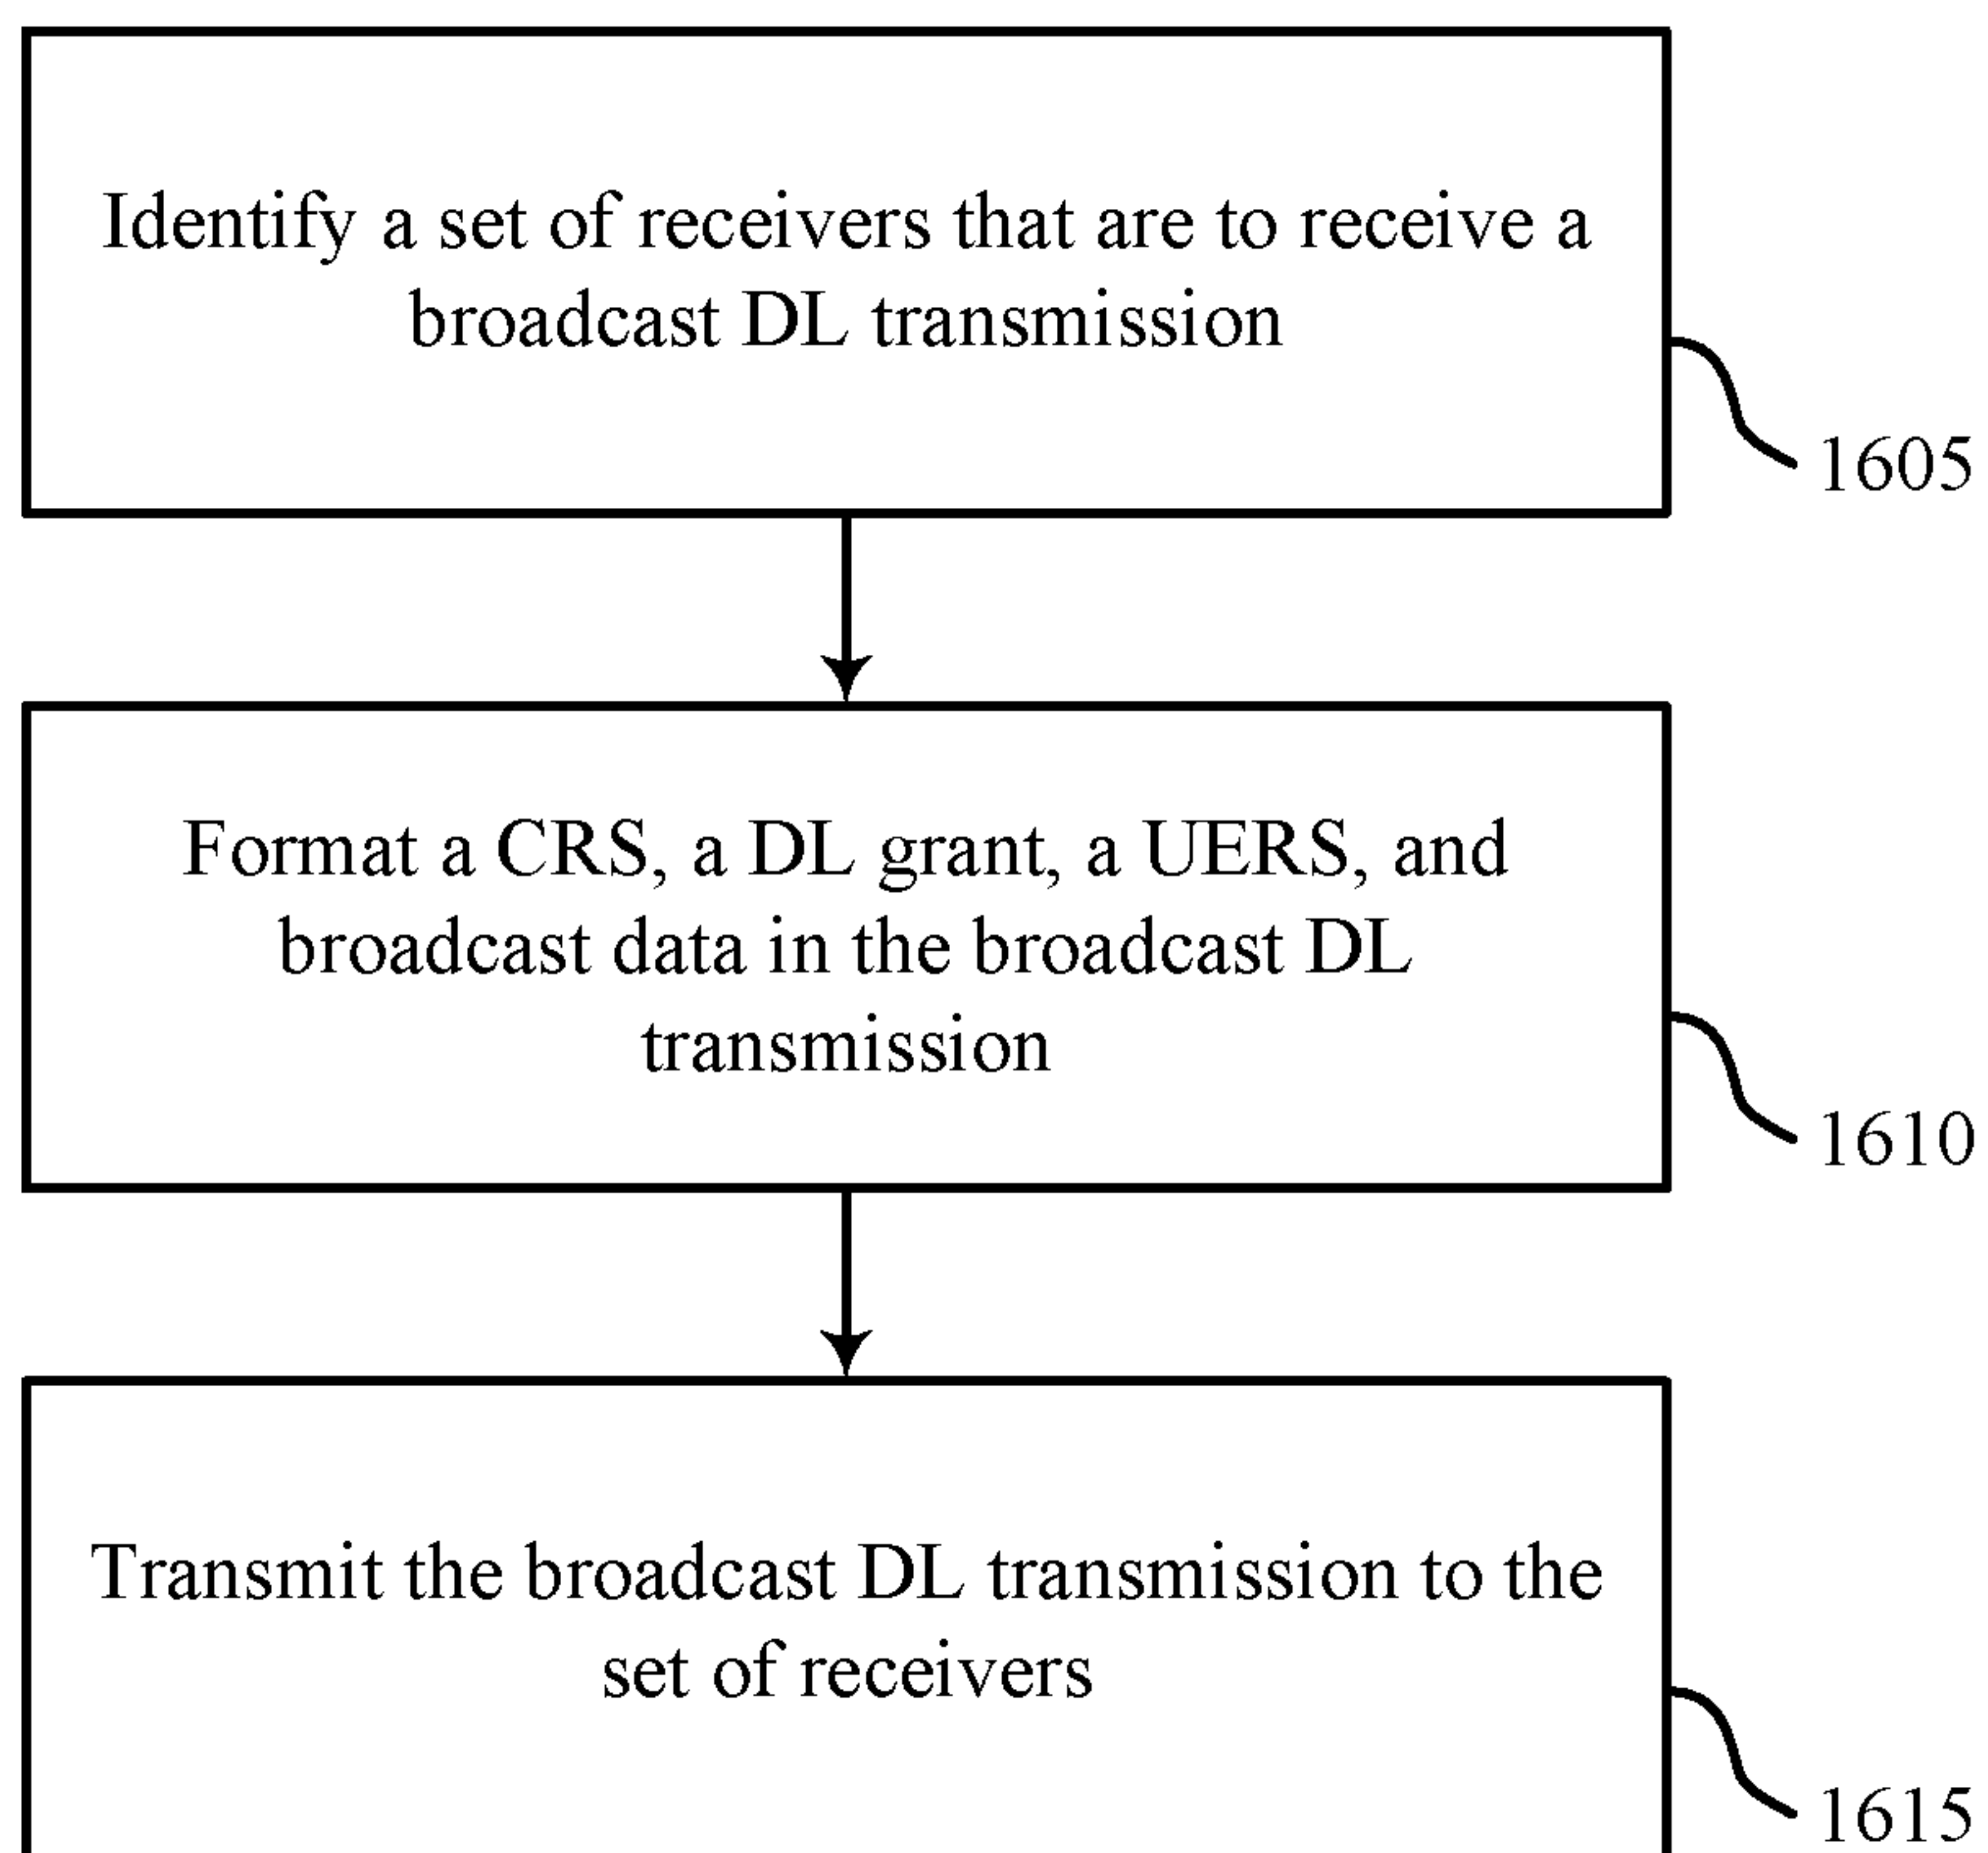 Identify a set of receivers that are to receive a
broadcast DL transmission
1605
Format a CRS, a DL grant, a UERS, and
broadcast data in the broadcast DL
transmission
1610
Transmit the broadcast DL transmission to the
set of receivers
1615